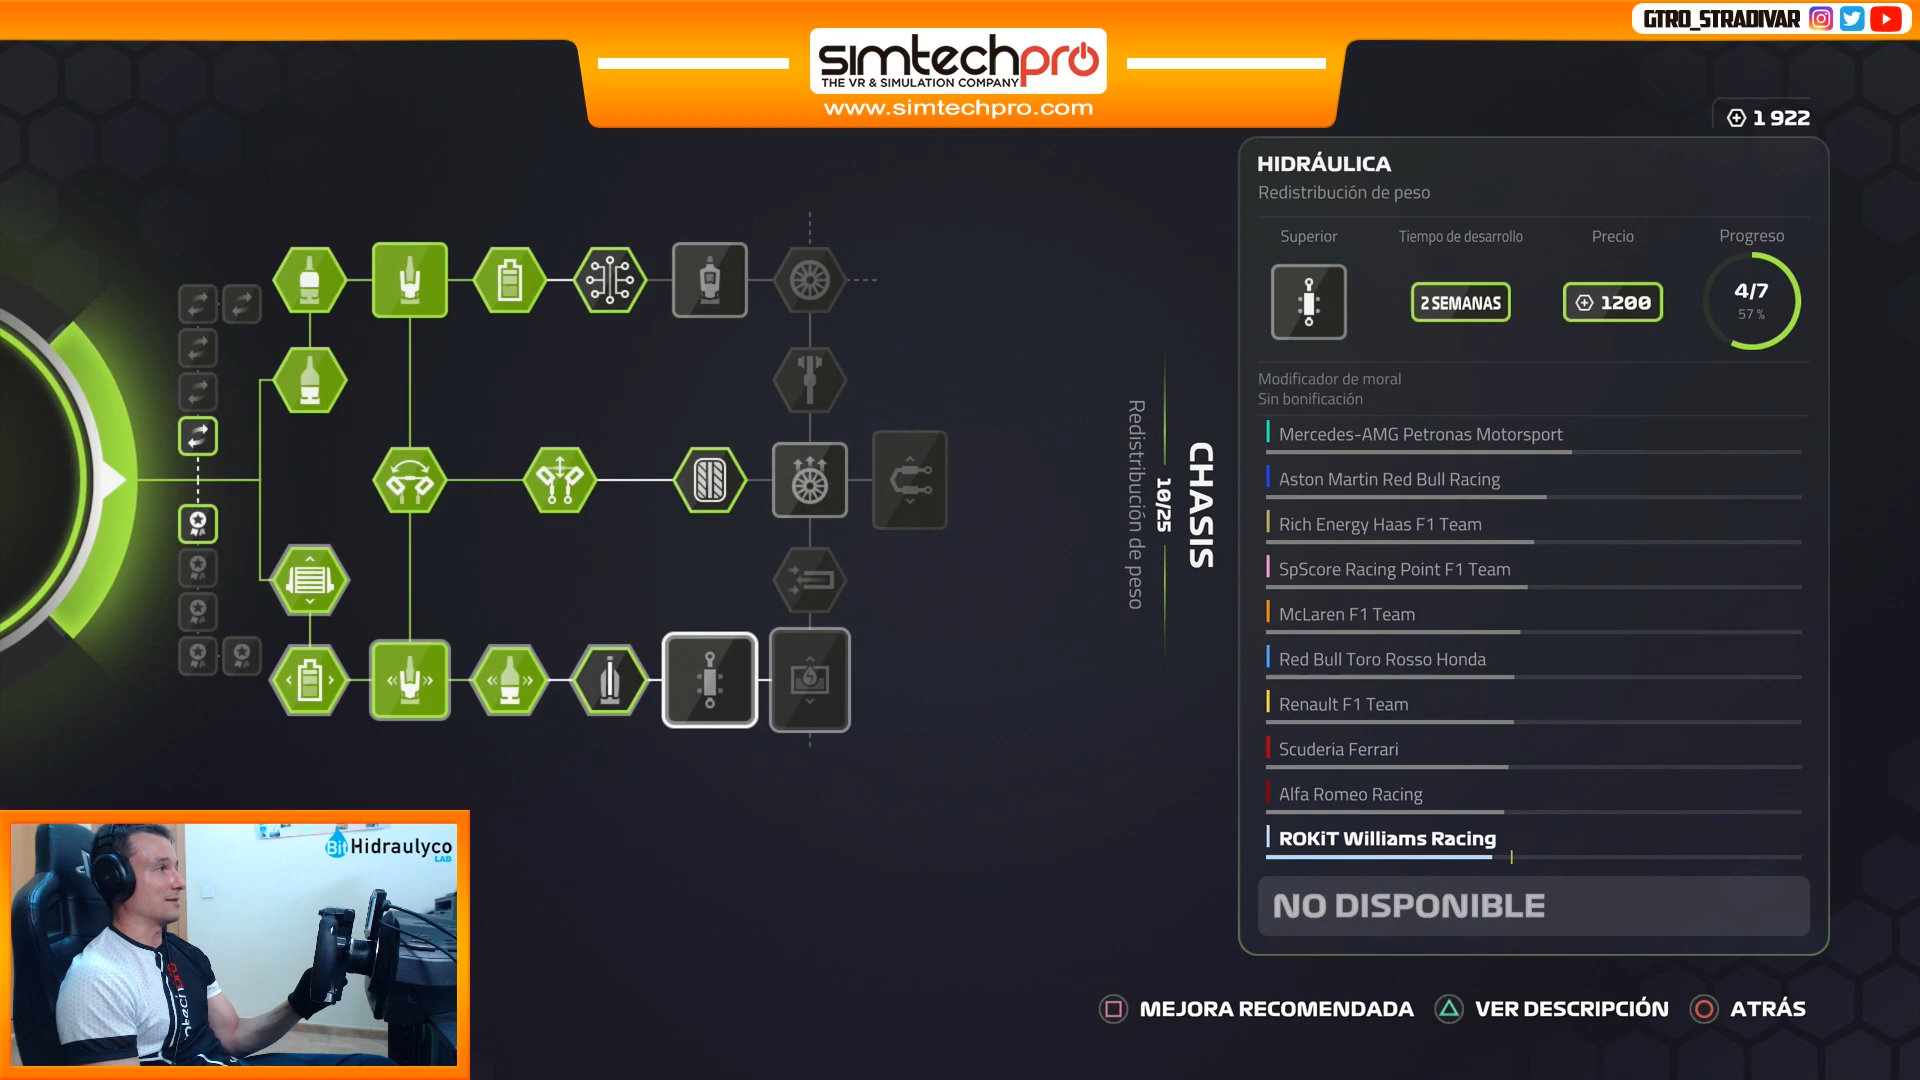 GTRO_STRADIVAR
simtechpro
THE VR & SIMULATION COMPANY
www.simtechpro.com
1 922
HIDRÁULICA
Redistribución de peso
Superior
Tiempo de desarrollo
Precio
Progreso
2 SEMANAS
1200
4/7
57 %
Modificador de moral
Sin bonificación
Mercedes-AMG Petronas Motorsport
Aston Martin Red Bull Racing
Rich Energy Haas F1 Team
SpScore Racing Point F1 Team
McLaren F1 Team
Red Bull Toro Rosso Honda
Renault F1 Team
Scuderia Ferrari
Alfa Romeo Racing
ROKiT Williams Racing
NO DISPONIBLE
CHASIS
10/25
Redistribución de peso
BitHidraulyco
LAB
simtechpro
MEJORA RECOMENDADA
VER DESCRIPCIÓN
ATRÁS